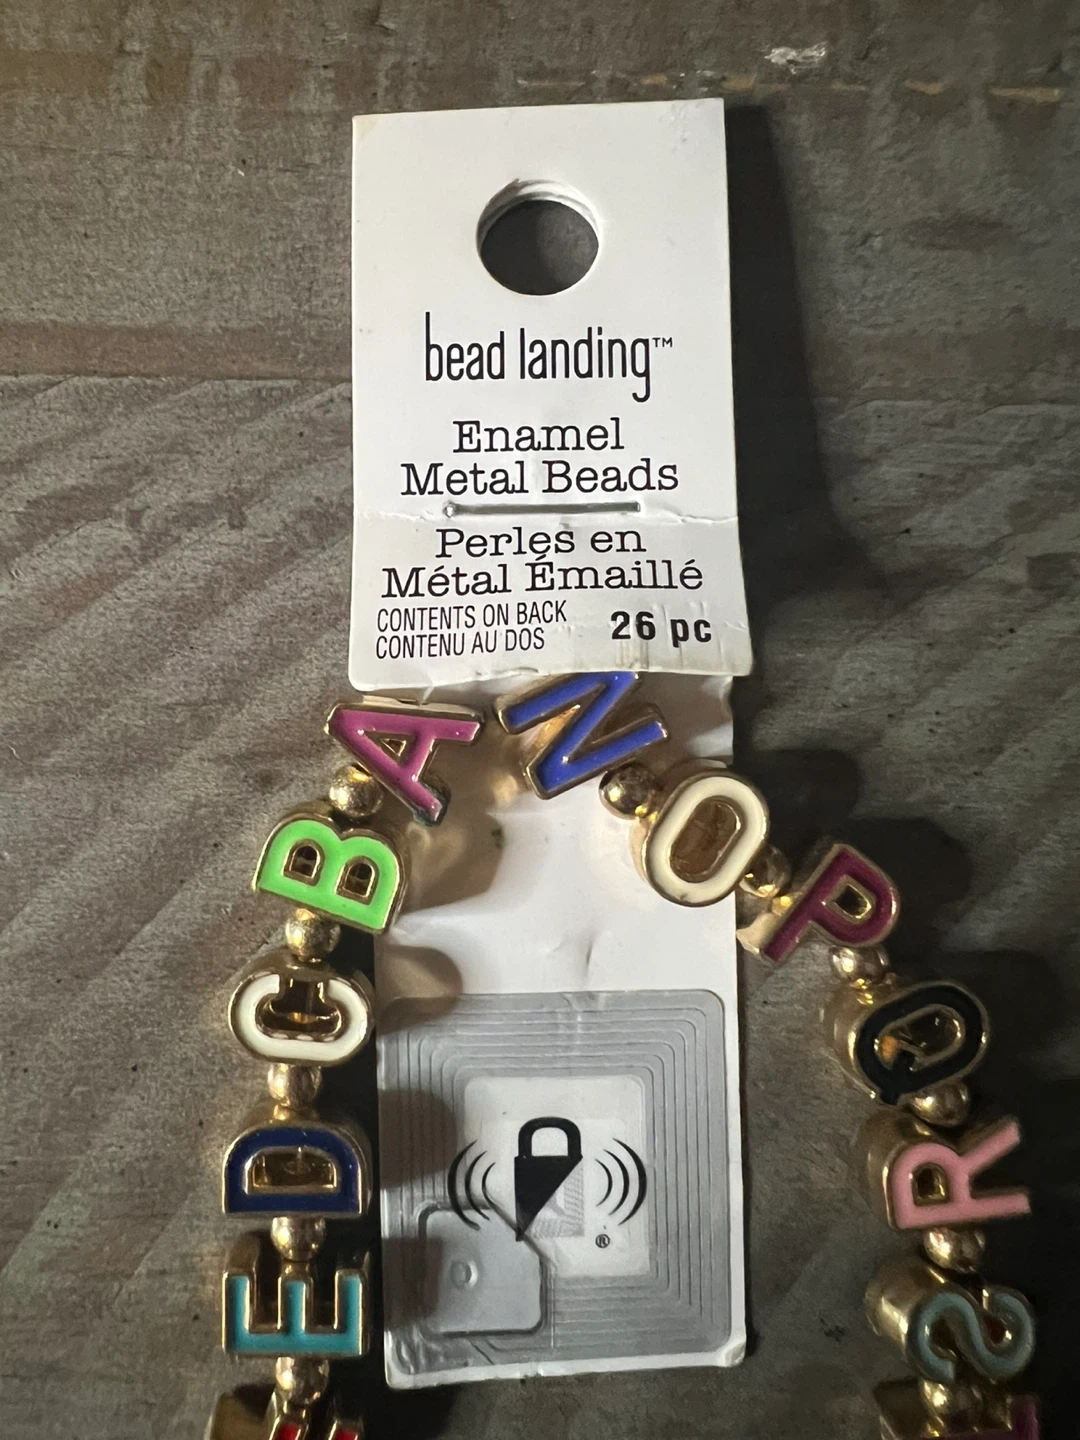 bead landing™
Enamel
Metal Beads
Perles en
Métal Émaillé
CONTENTS ON BACK
CONTENU AU DOS
26 pc
A
B
C
D
E
N
O
P
Q
R
S
®